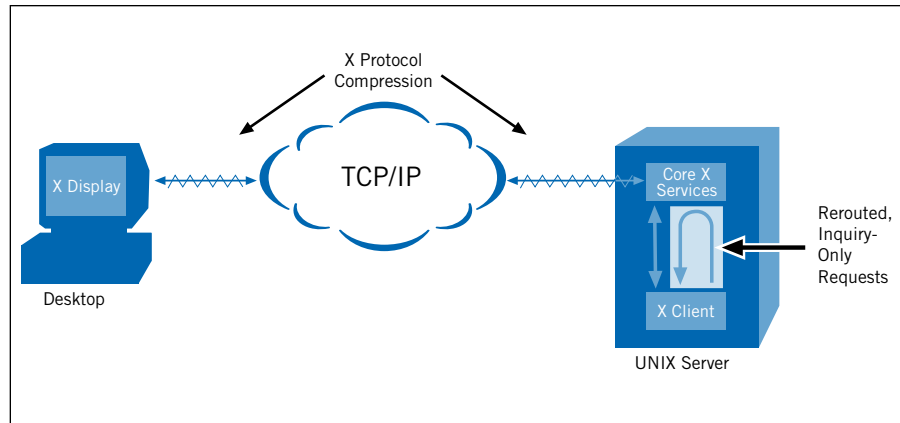 X Protocol
Compression
X Display
TCP/IP
Core X
Services
Rerouted,
Inquiry-
Only
Requests
X Client
Desktop
UNIX Server